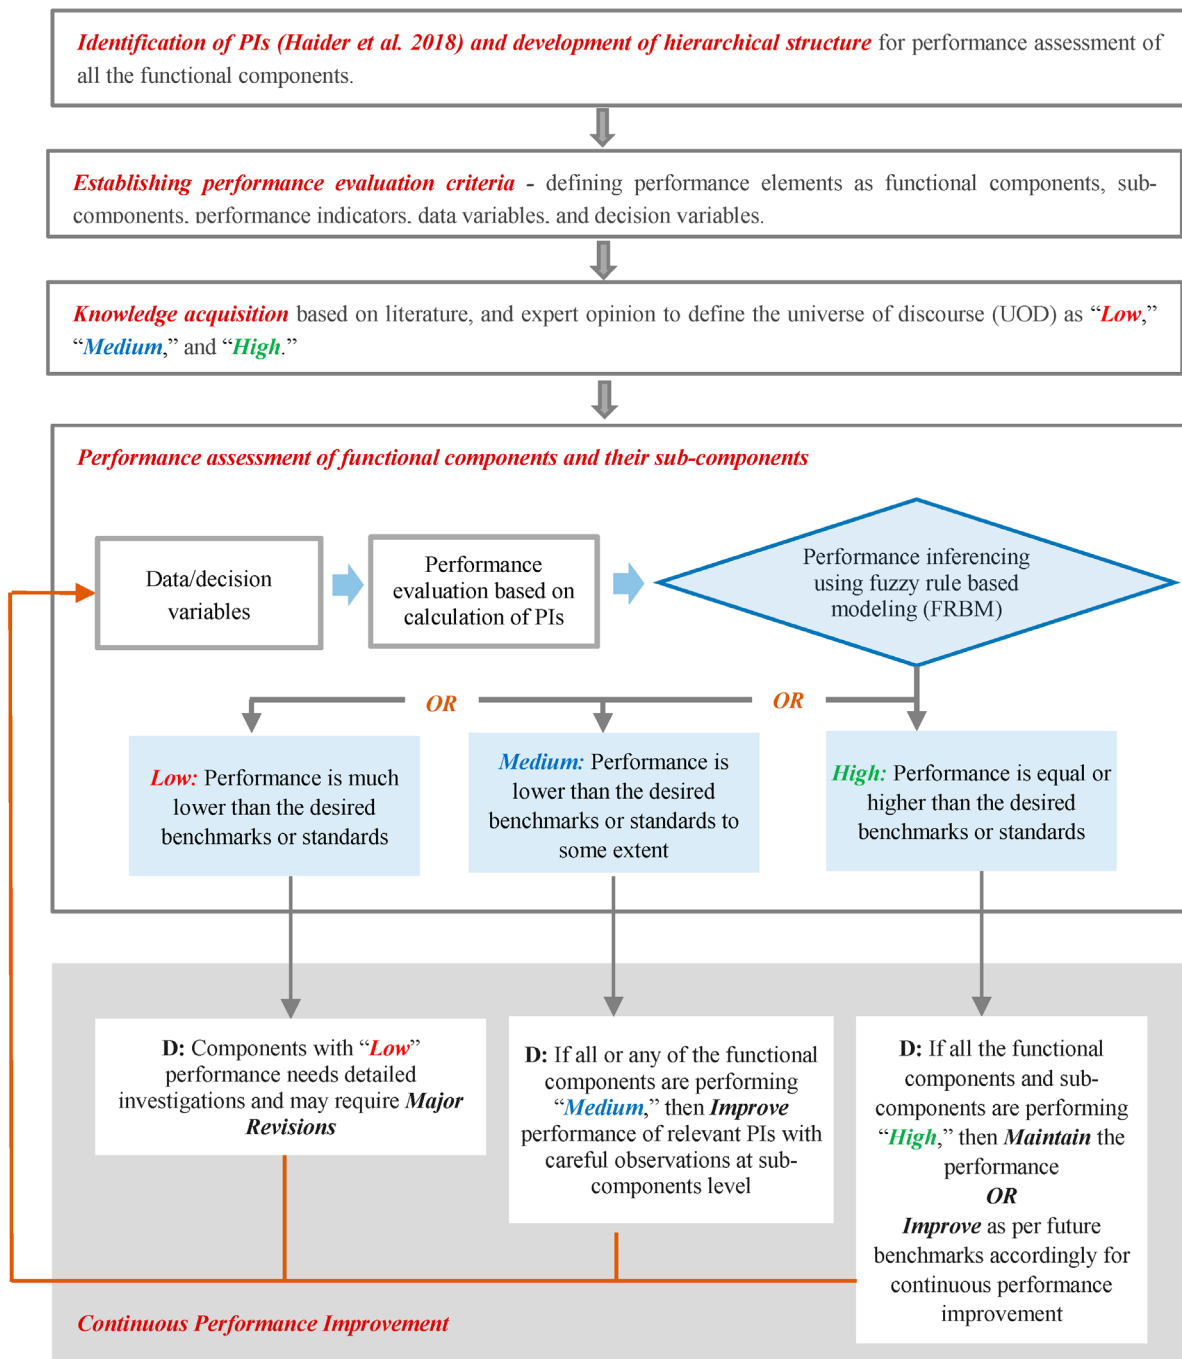 Identification of PIs (Haider et al. 2018) and development of hierarchical structure for performance assessment of
all the functional components.
Establishing performance evaluation criteria - defining performance elements as functional components, sub-
components, performance indicators, data variables, and decision variables.
Knowledge acquisition based on literature, and expert opinion to define the universe of discourse (UOD) as “Low,”
“Medium,” and “High.”
Performance assessment of functional components and their sub-components
Data/decision
variables
Performance
evaluation based on
calculation of PIs
Performance inferencing
using fuzzy rule based
modeling (FRBM)
OR
OR
Low: Performance is much
lower than the desired
benchmarks or standards
Medium: Performance is
lower than the desired
benchmarks or standards to
some extent
High: Performance is equal or
higher than the desired
benchmarks or standards
D: Components with “Low”
performance needs detailed
investigations and may require Major
Revisions
D: If all or any of the functional
components are performing
“Medium,” then Improve
performance of relevant PIs with
careful observations at sub-
components level
D: If all the functional
components and sub-
components are performing
“High,” then Maintain the
performance
OR
Improve as per future
benchmarks accordingly for
continuous performance
improvement
Continuous Performance Improvement